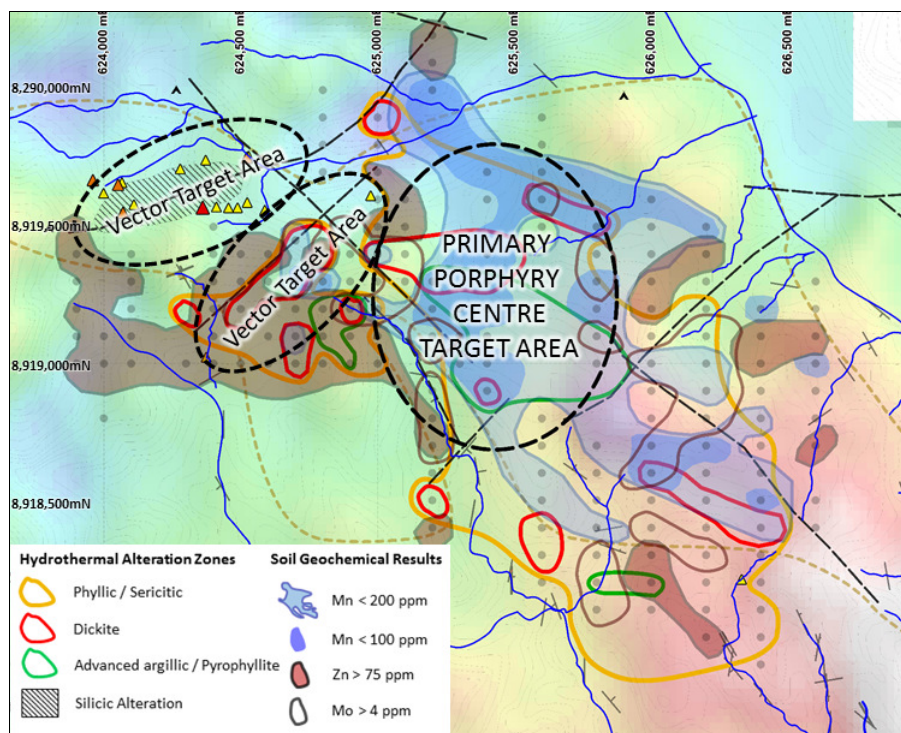 624,000 mE
624,500 mE
625,000 mE
625,500 mE
626,000 mE
626,500 mE
8,290,000mN
8,919,500mN
8,919,000mN
8,918,500mN
Vector Target Area
Vector Target Area
PRIMARY
PORPHYRY
CENTRE
TARGET AREA
Hydrothermal Alteration Zones
Phyllic / Sericitic
Dickite
Advanced argillic / Pyrophyllite
Silicic Alteration
Soil Geochemical Results
Mn < 200 ppm
Mn < 100 ppm
Zn > 75 ppm
Mo > 4 ppm